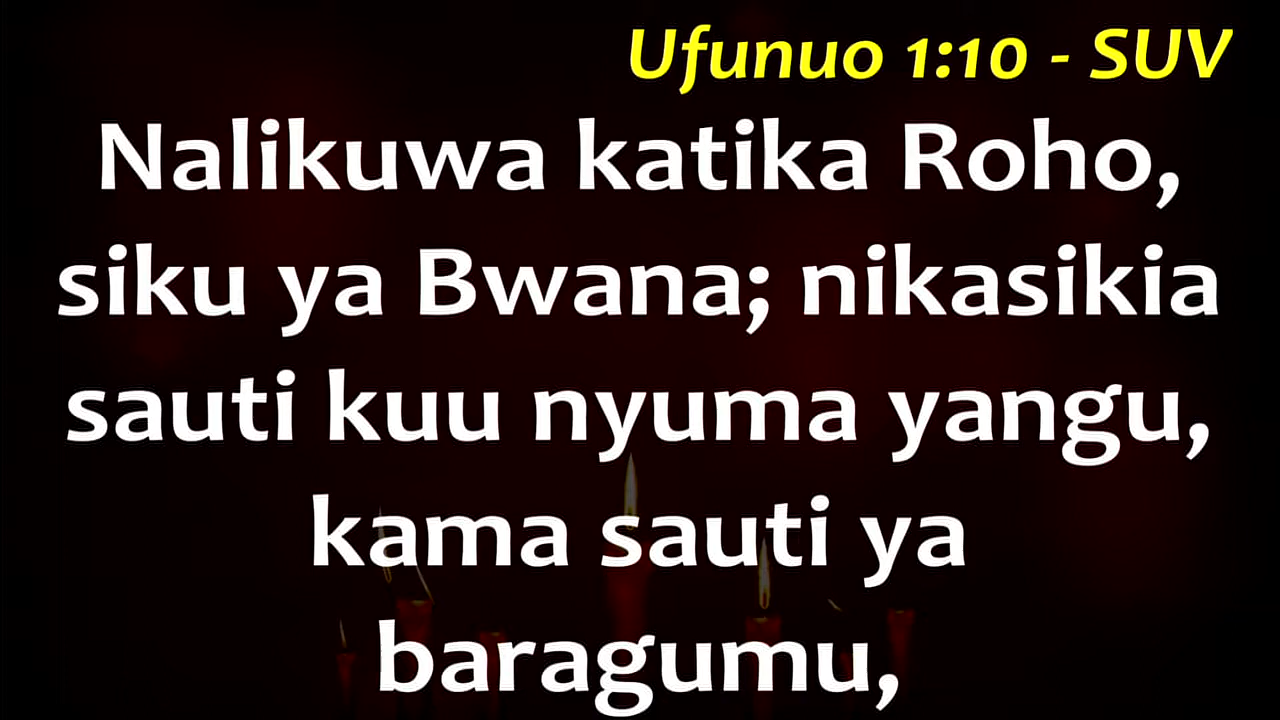 Ufunuo 1:10 - SUV
Nalikuwa katika Roho,
siku ya Bwana; nikasikia
sauti kuu nyuma yangu,
kama sauti ya
baragumu,